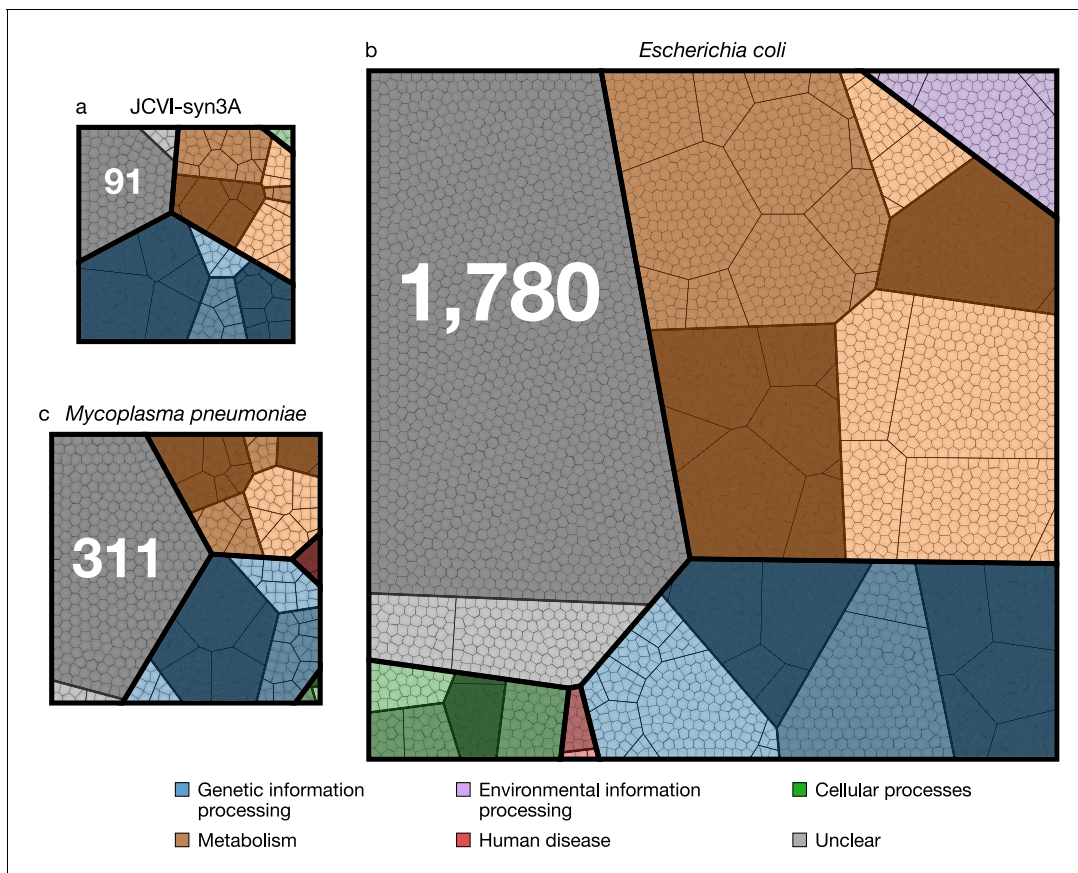 a JCVI-syn3A
91
b Escherichia coli
1,780
c Mycoplasma pneumoniae
311
Genetic information
processing
Metabolism
Environmental information
processing
Human disease
Cellular processes
Unclear